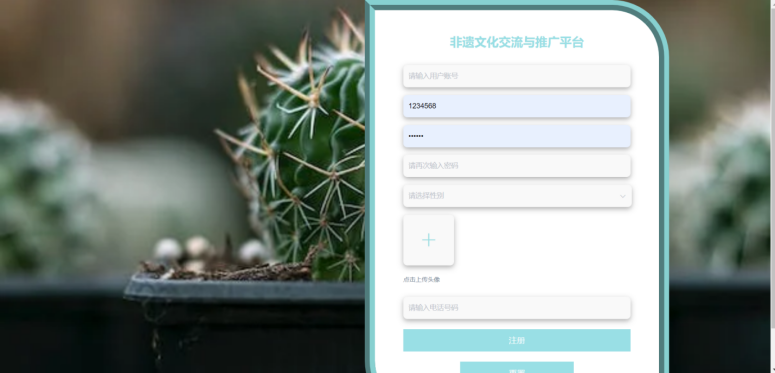 非遗文化交流与推广平台
请输入用户账号
1234568
••••••
请再次输入密码
请选择性别
点击上传头像
请输入电话号码
注册